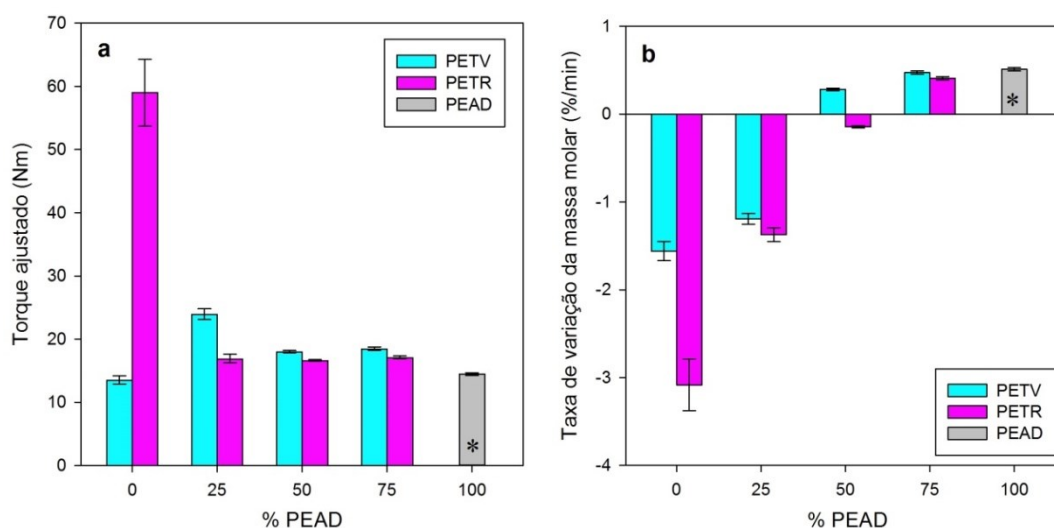 a
70
60
50
40
30
20
10
0
Torque ajustado (Nm)
PETV
PETR
PEAD
*
0 25 50 75 100
% PEAD
b
1
0
-1
-2
-3
-4
Taxa de variação da massa molar (%/min)
*
PETV
PETR
PEAD
0 25 50 75 100
% PEAD